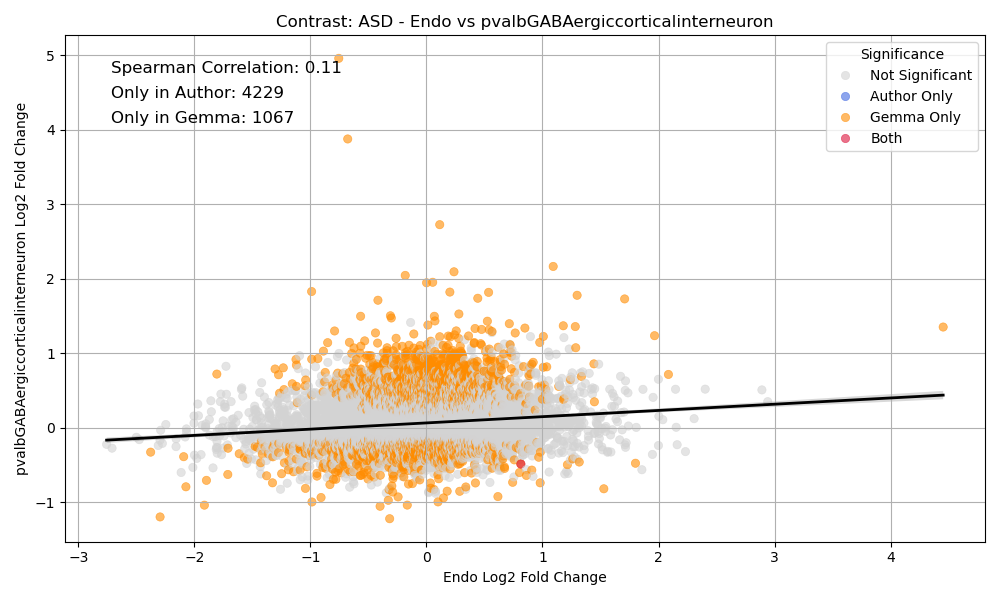 Contrast: ASD - Endo vs pvalbGABAergiccorticalinterneuron
Spearman Correlation: 0.11
Only in Author: 4229
Only in Gemma: 1067
Significance
Not Significant
Author Only
Gemma Only
Both
pvalbGABAergiccorticalinterneuron Log2 Fold Change
5
4
3
2
1
0
−1
−3
−2
−1
0
1
2
3
4
Endo Log2 Fold Change